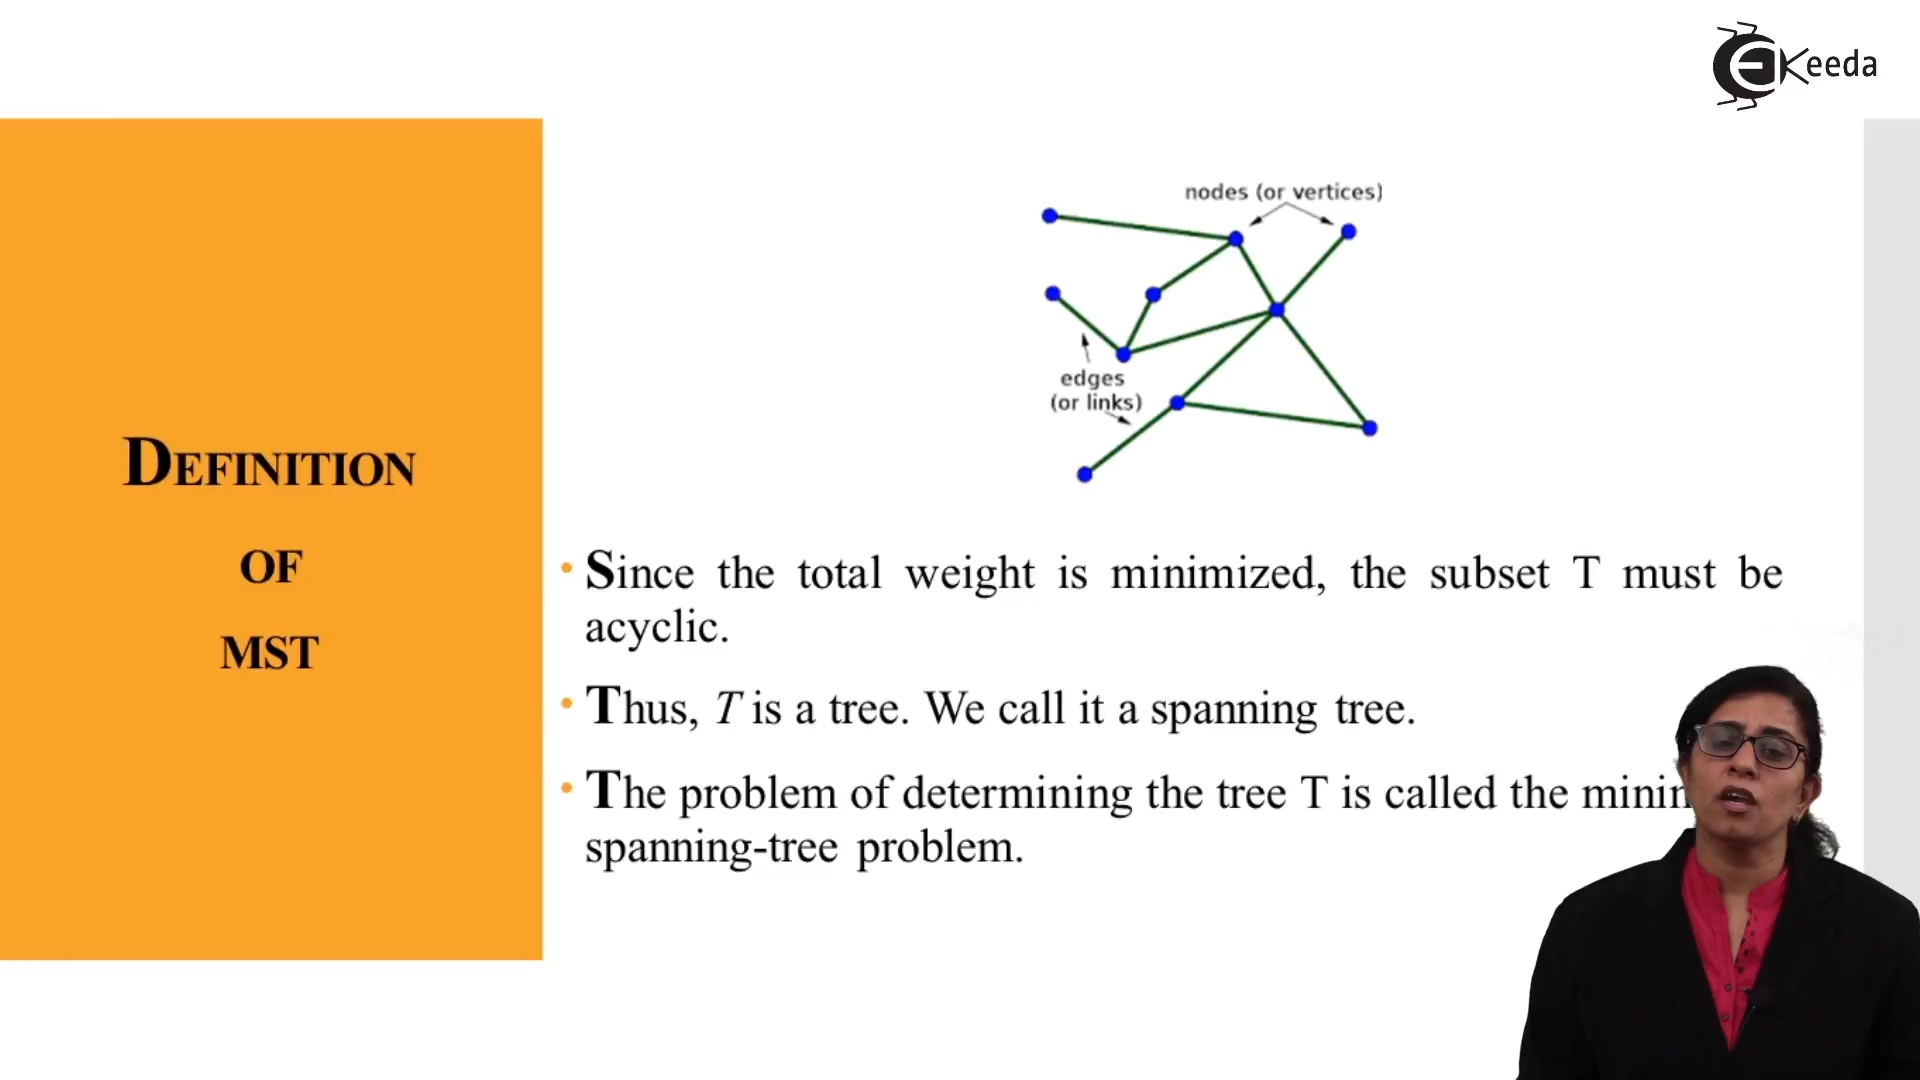 Keeda
nodes (or vertices)
edges
(or links)
DEFINITION
OF
MST
• Since the total weight is minimized, the subset T must be
acyclic.
• Thus, T is a tree. We call it a spanning tree.
• The problem of determining the tree T is called the
spanning-tree problem.